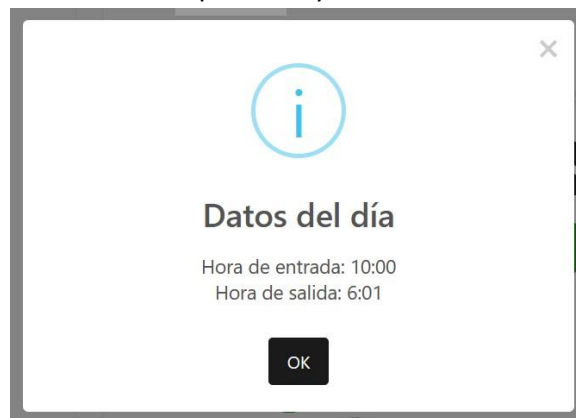 ×
i
Datos del día
Hora de entrada: 10:00
Hora de salida: 6:01
OK